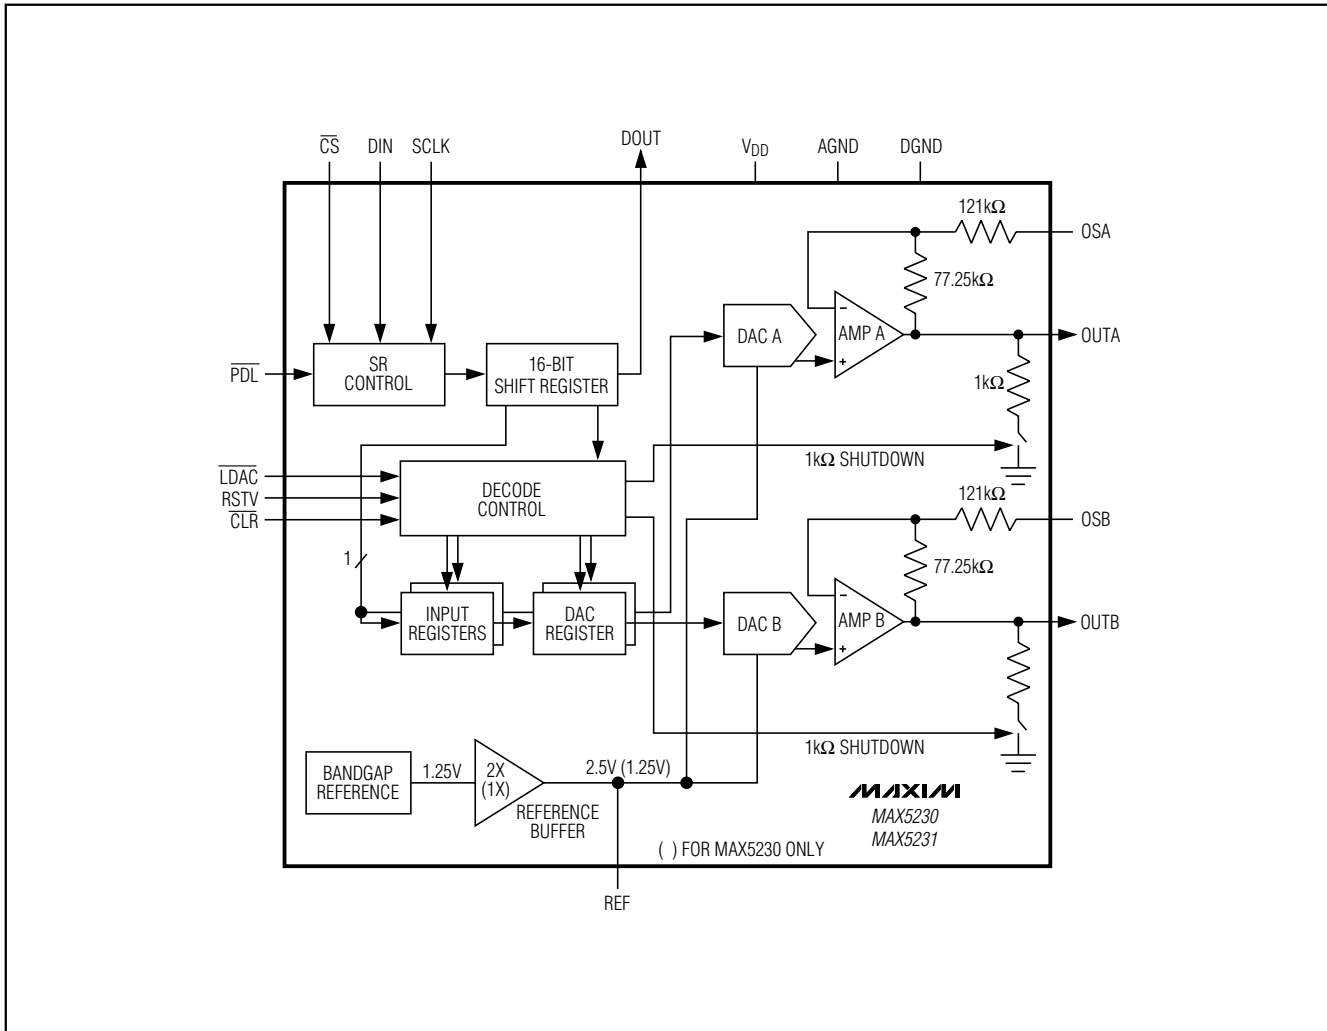 CS
DIN
SCLK
DOUT
VDD
AGND
DGND
121kΩ
OSA
77.25kΩ
DAC A
−
AMP A
+
OUTA
PDL
SR
CONTROL
16-BIT
SHIFT REGISTER
1kΩ
1kΩ SHUTDOWN
LDAC
RSTV
CLR
DECODE
CONTROL
121kΩ
OSB
1
77.25kΩ
INPUT
REGISTERS
DAC
REGISTER
DAC B
−
AMP B
+
OUTB
1kΩ SHUTDOWN
BANDGAP
REFERENCE
1.25V
2X
(1X)
2.5V (1.25V)
REFERENCE
BUFFER
MAXIM
MAX5230
MAX5231
( ) FOR MAX5230 ONLY
REF